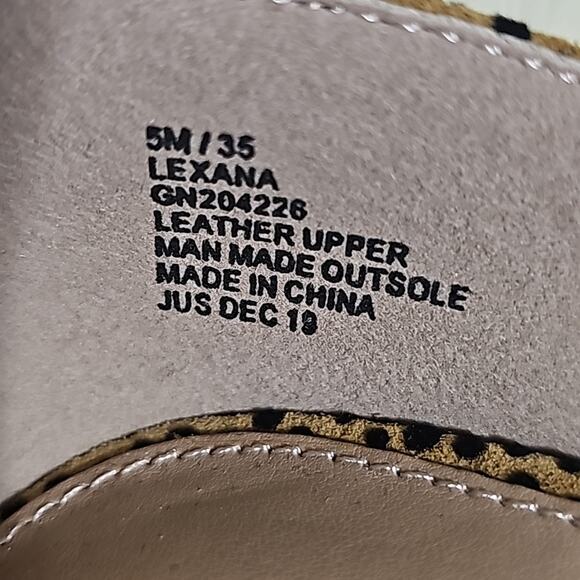 5M / 35
LEXANA
GN204226
LEATHER UPPER
MAN MADE OUTSOLE
MADE IN CHINA
JUS DEC 19